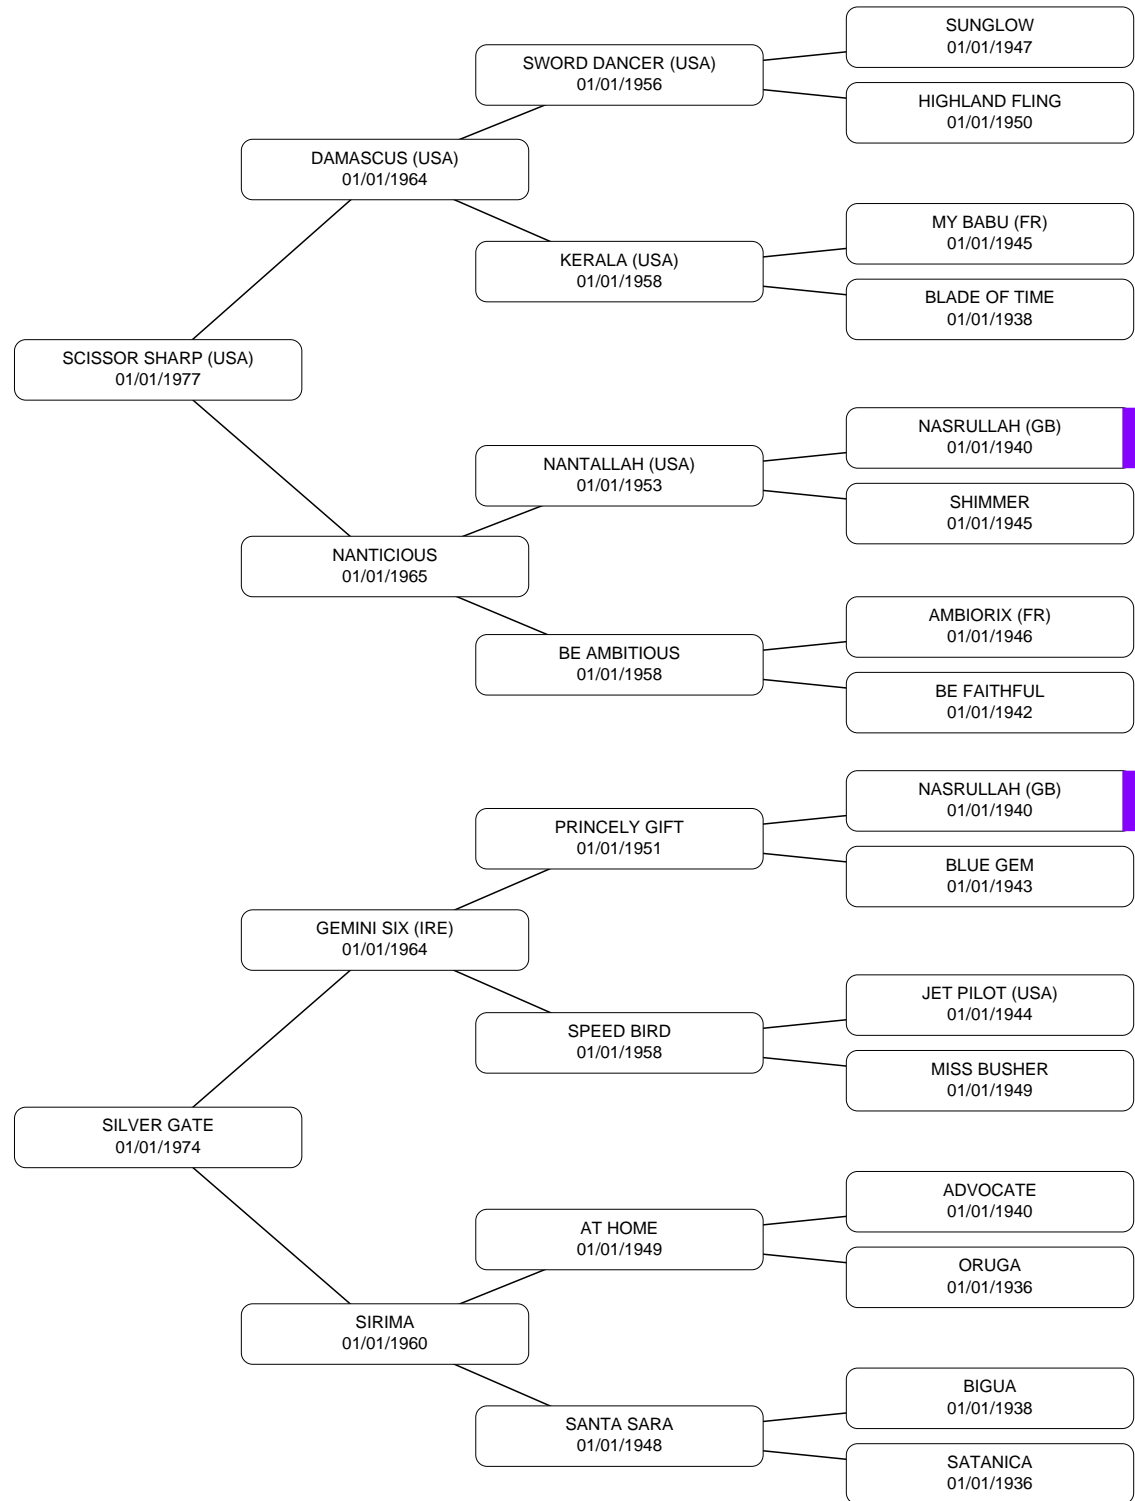 SUNGLOW
01/01/1947
SWORD DANCER (USA)
01/01/1956
HIGHLAND FLING
01/01/1950
DAMASCUS (USA)
01/01/1964
MY BABU (FR)
01/01/1945
KERALA (USA)
01/01/1958
BLADE OF TIME
01/01/1938
SCISSOR SHARP (USA)
01/01/1977
NASRULLAH (GB)
01/01/1940
NANTALLAH (USA)
01/01/1953
SHIMMER
01/01/1945
NANTICIOUS
01/01/1965
AMBIORIX (FR)
01/01/1946
BE AMBITIOUS
01/01/1958
BE FAITHFUL
01/01/1942
NASRULLAH (GB)
01/01/1940
PRINCELY GIFT
01/01/1951
BLUE GEM
01/01/1943
GEMINI SIX (IRE)
01/01/1964
JET PILOT (USA)
01/01/1944
SPEED BIRD
01/01/1958
MISS BUSHER
01/01/1949
SILVER GATE
01/01/1974
ADVOCATE
01/01/1940
AT HOME
01/01/1949
ORUGA
01/01/1936
SIRIMA
01/01/1960
BIGUA
01/01/1938
SANTA SARA
01/01/1948
SATANICA
01/01/1936